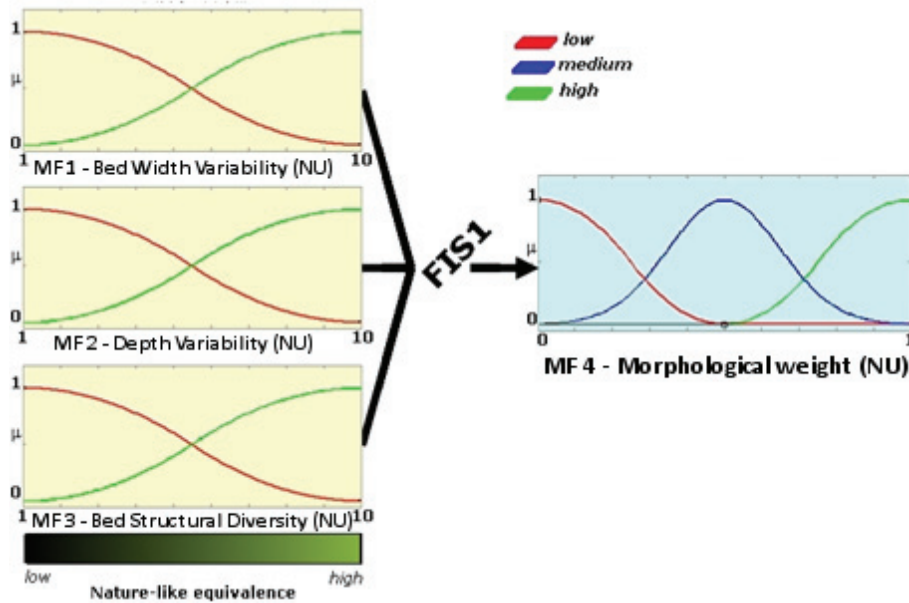 1
μ
0
1
10
MF1 - Bed Width Variability (NU)
1
μ
0
1
10
MF2 - Depth Variability (NU)
1
μ
0
1
10
MF3 - Bed Structural Diversity (NU)
low
high
Nature-like equivalence
FIS1
low
medium
high
1
μ
0
0
1
MF4 - Morphological weight (NU)